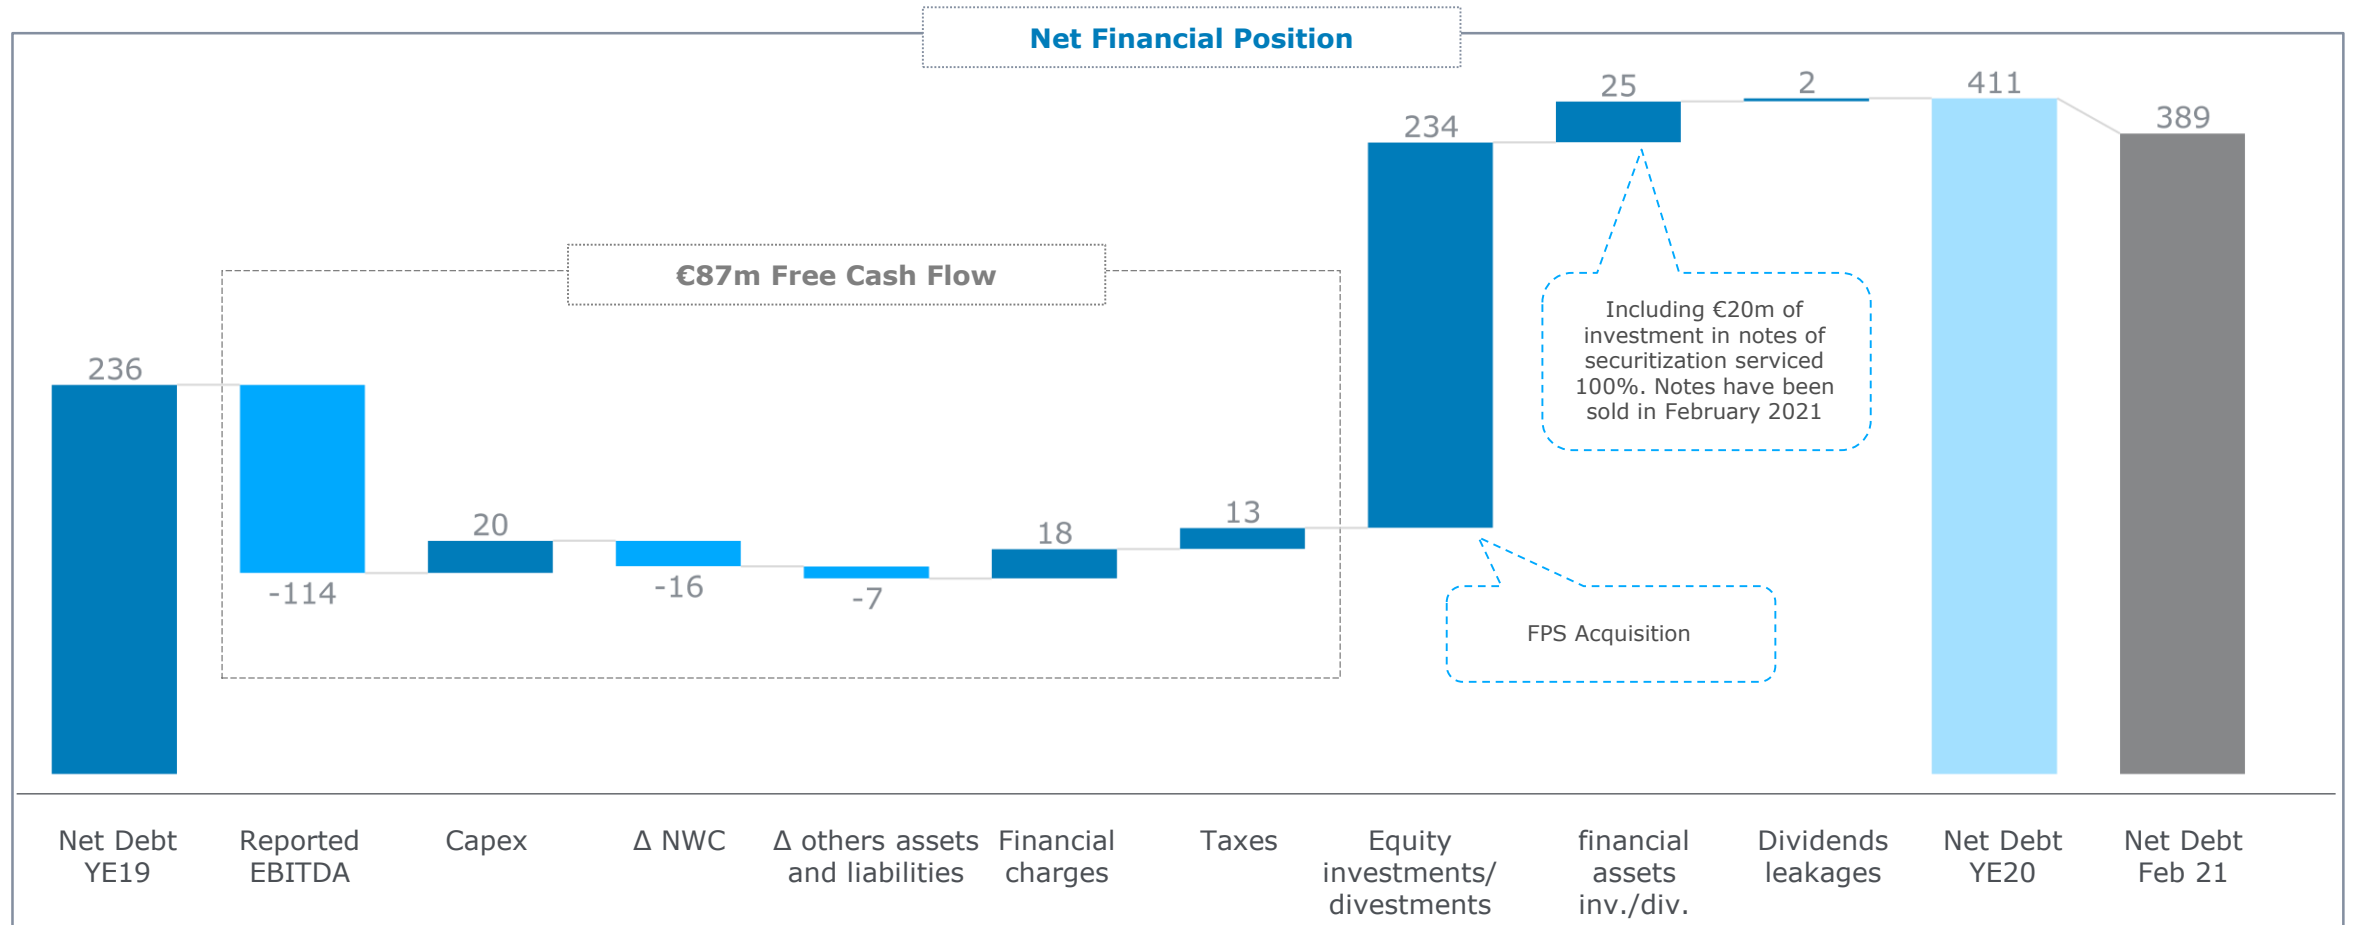 Net Financial Position
25
2
411
389
234
€87m Free Cash Flow
Including €20m of
investment in notes of
securitization serviced
100%. Notes have been
sold in February 2021
236
20
-114
-16
-7
18
13
FPS Acquisition
Net Debt
YE19
Reported
EBITDA
Capex
Δ NWC
Δ others assets
and liabilities
Financial
charges
Taxes
Equity
investments/
divestments
financial
assets
inv./div.
Dividends
leakages
Net Debt
YE20
Net Debt
Feb 21